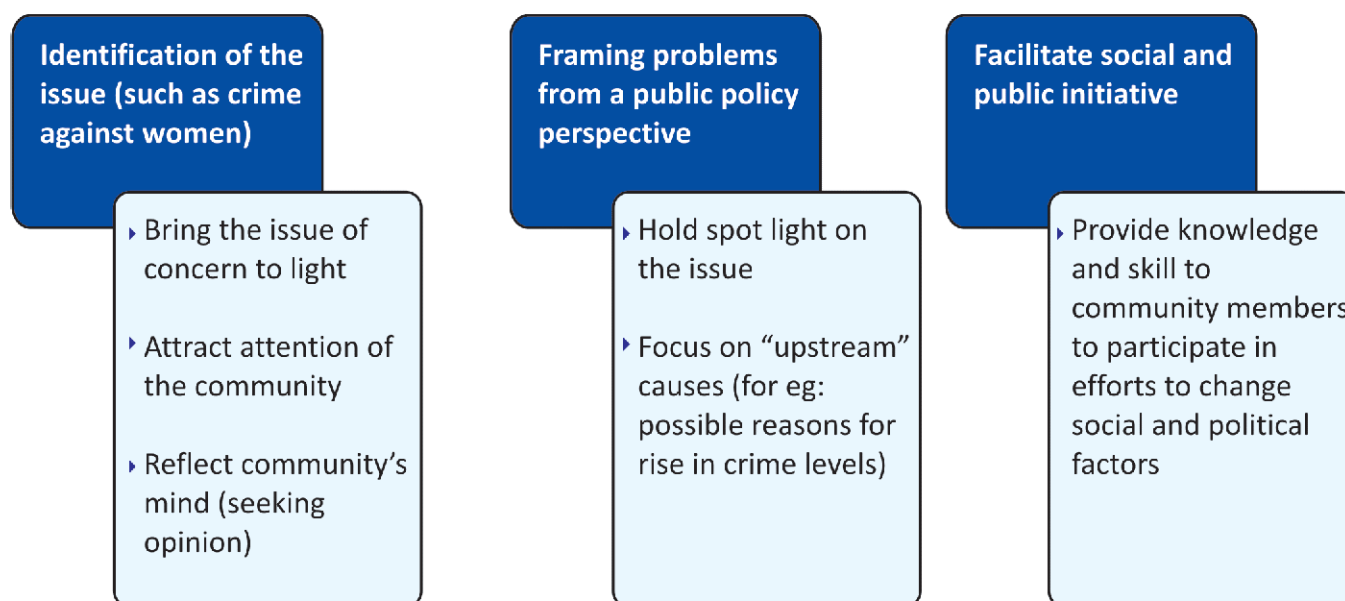 Identification of the
issue (such as crime
against women)
Bring the issue of
concern to light
Attract attention of
the community
Reflect community's
mind (seeking
opinion)
Framing problems
from a public policy
perspective
Hold spot light on
the issue
Focus on “upstream”
causes (for eg:
possible reasons for
rise in crime levels)
Facilitate social and
public initiative
Provide knowledge
and skill to
community members
to participate in
efforts to change
social and political
factors